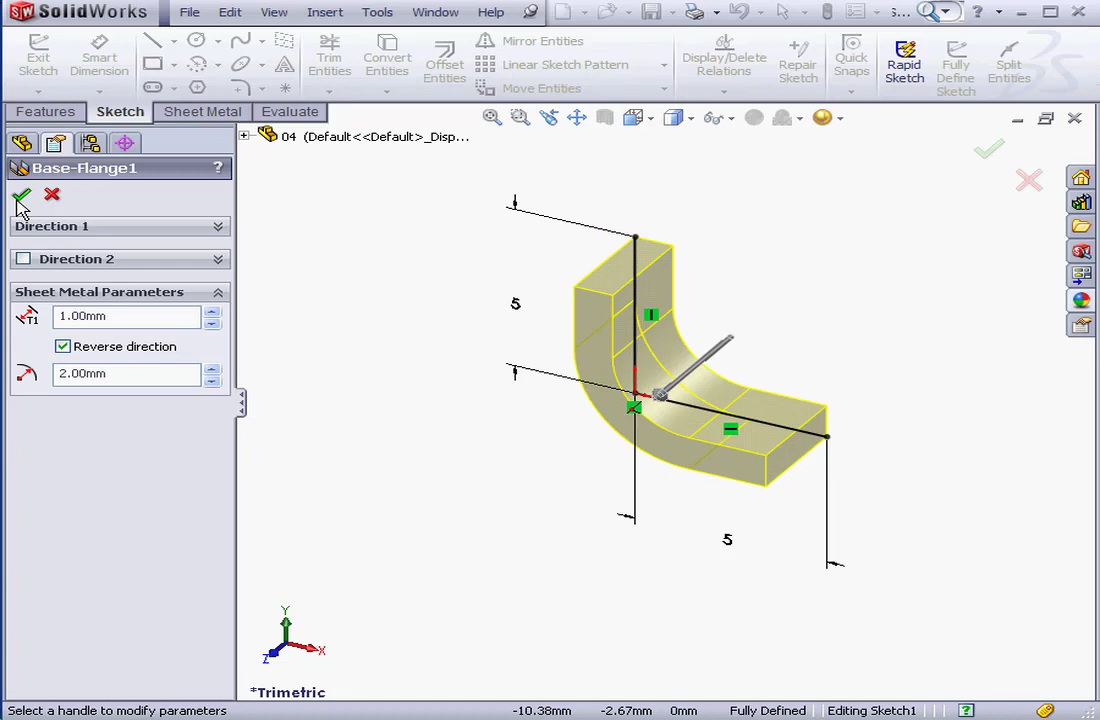 SW SolidWorks File Edit View Insert Tools Window Help S... ?
Exit Sketch
Smart Dimension
Trim Entities
Convert Entities
Offset Entities
Mirror Entities
Linear Sketch Pattern
Move Entities
Display/Delete Relations
Repair Sketch
Quick Snaps
Rapid Sketch
Fully Define Sketch
Split Entities
Features Sketch Sheet Metal Evaluate
04 (Default<<Default>_Disp...
Base-Flange1 ?
Direction 1
Direction 2
Sheet Metal Parameters
T1 1.00mm
Reverse direction
2.00mm
5
5
Y
X
Z
*Trimetric
Select a handle to modify parameters -10.38mm -2.67mm 0mm Fully Defined Editing Sketch1 ?